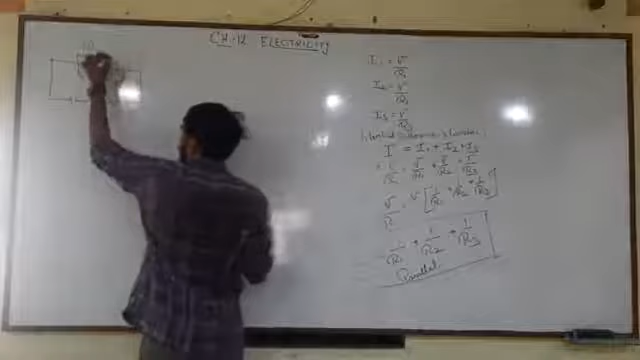 CH-12 ELECTRICITY
10
I₁ = V/R₁
I₂ = V/R₂
I₃ = V/R₃
I = I₁ + I₂ + I₃
V/R = V/R₁ + V/R₂ + V/R₃
V/R = V [1/R₁ + 1/R₂ + 1/R₃]
1/R₁ + 1/R₂ + 1/R₃
Parallel